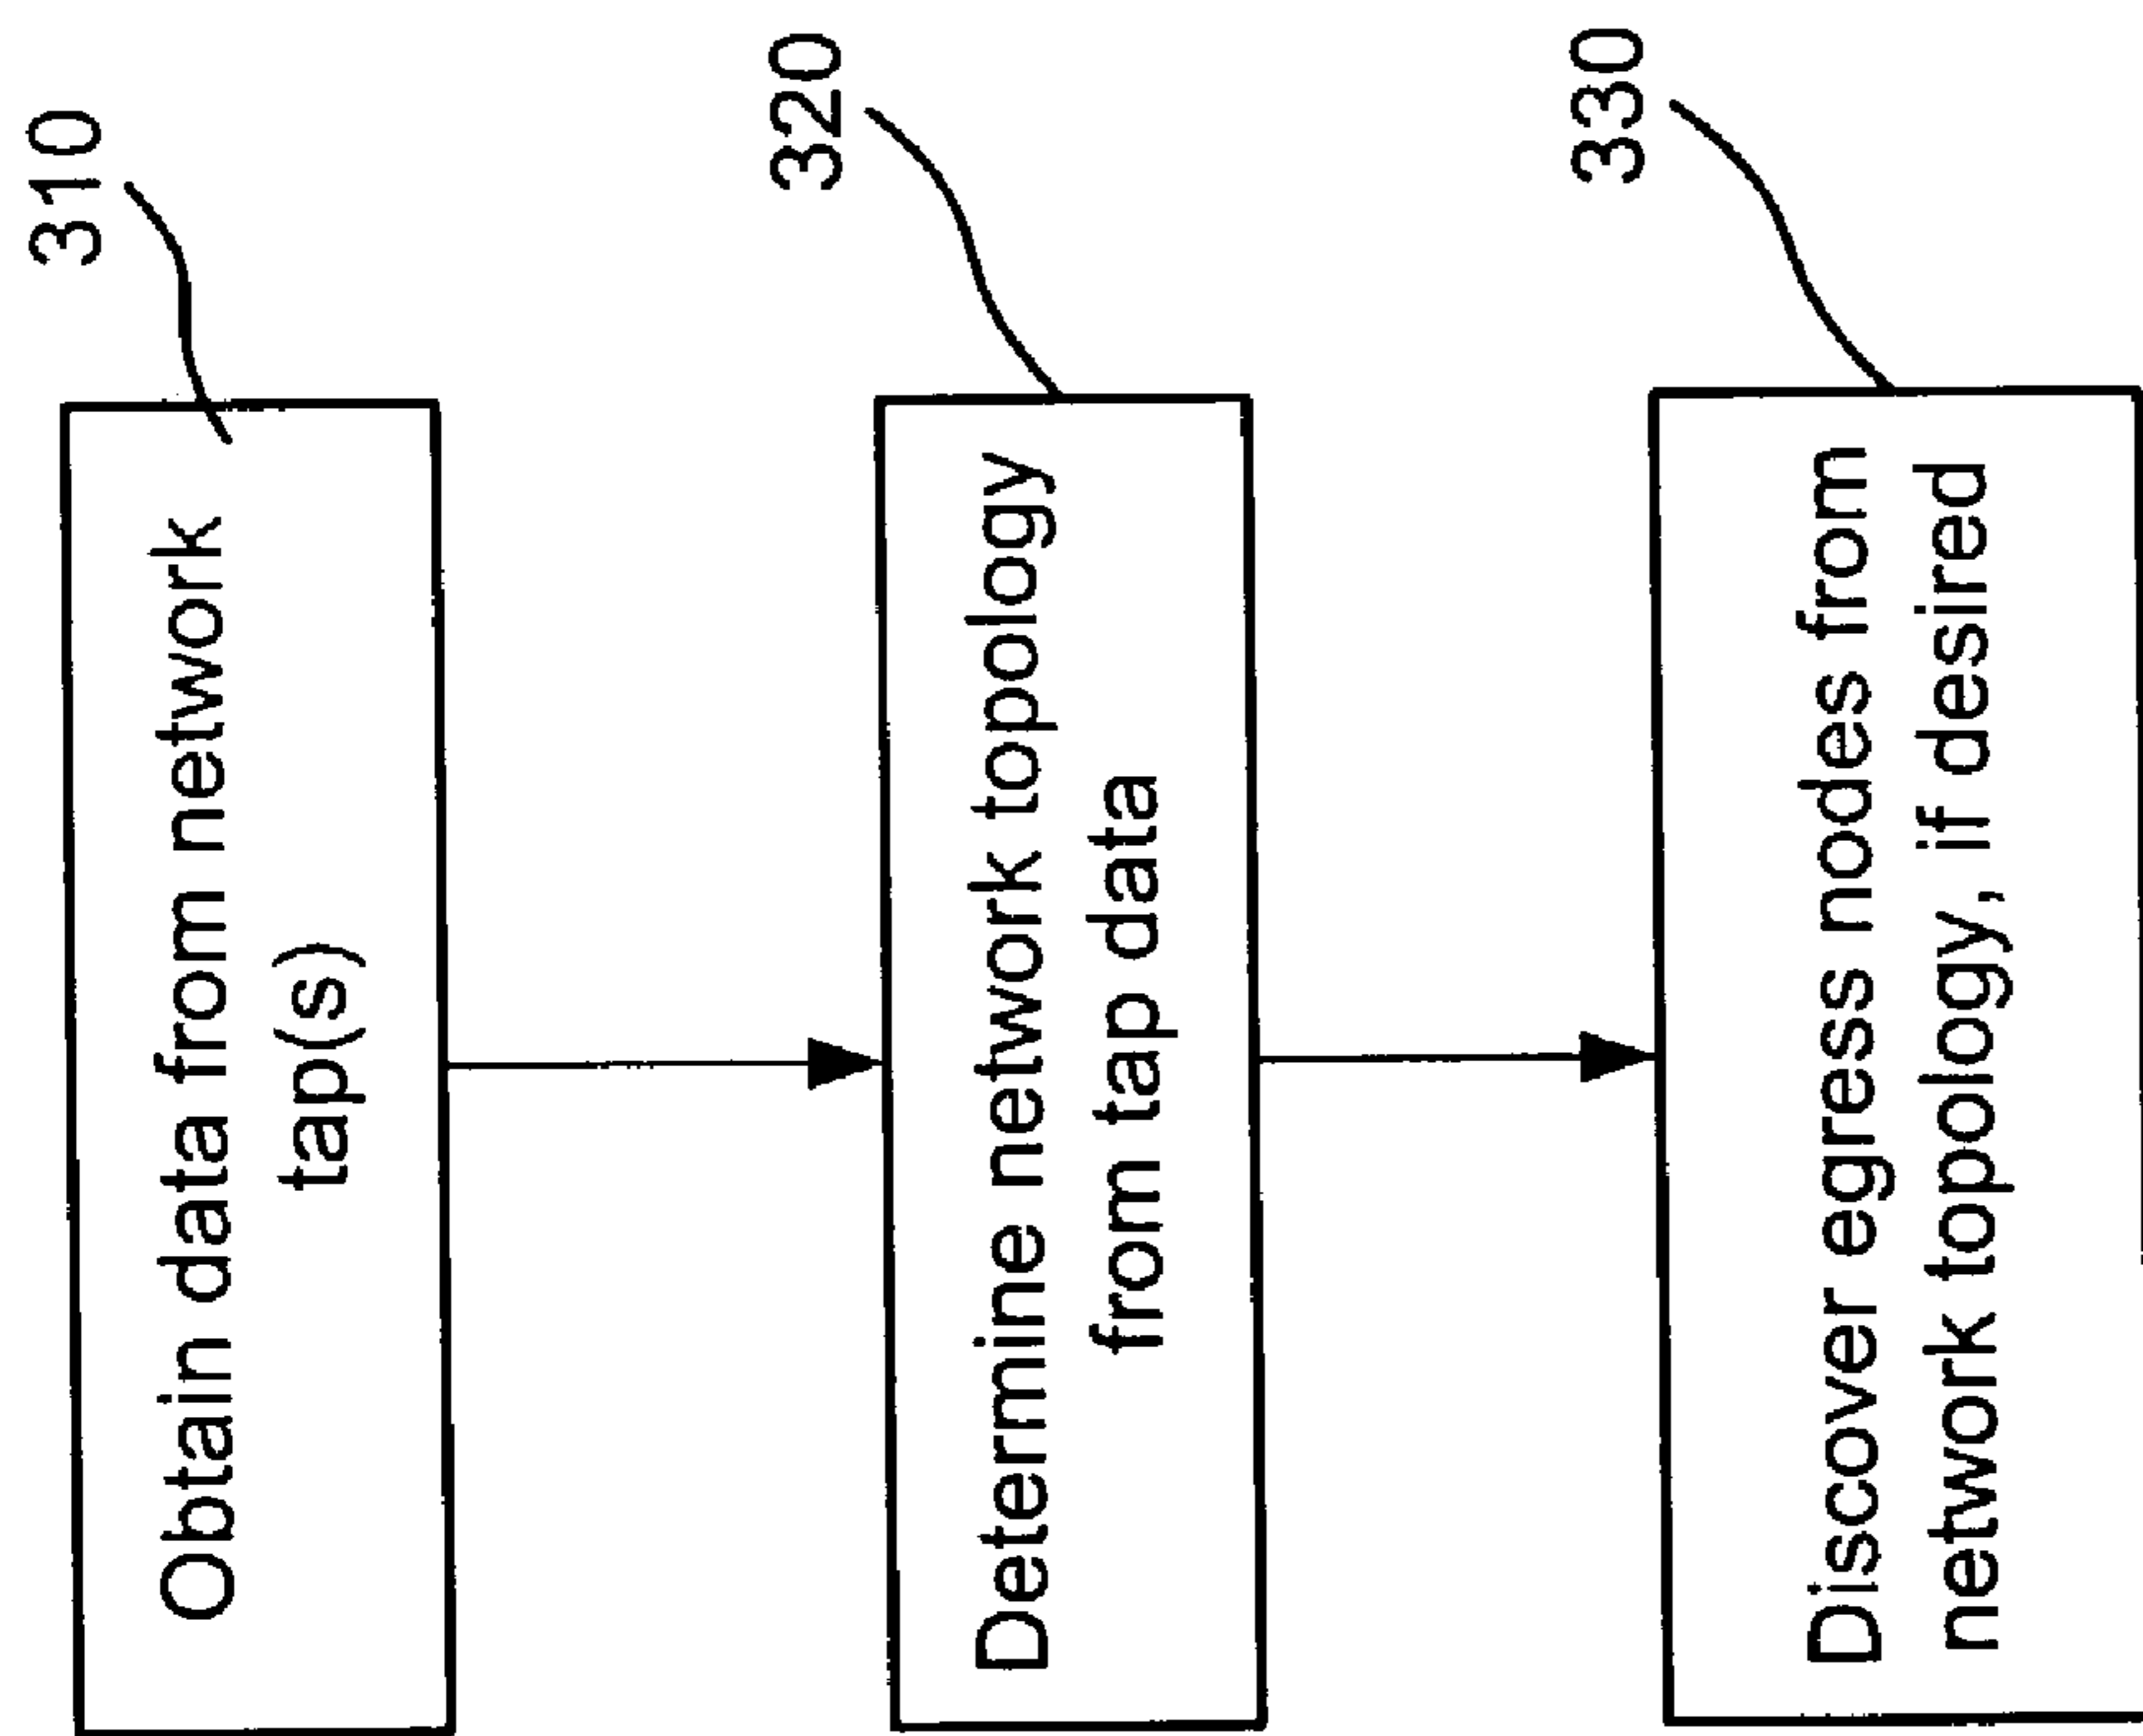 310
Obtain data from network
tap(s)
320
Determine network topology
from tap data
330
Discover egress nodes from
network topology, if desired